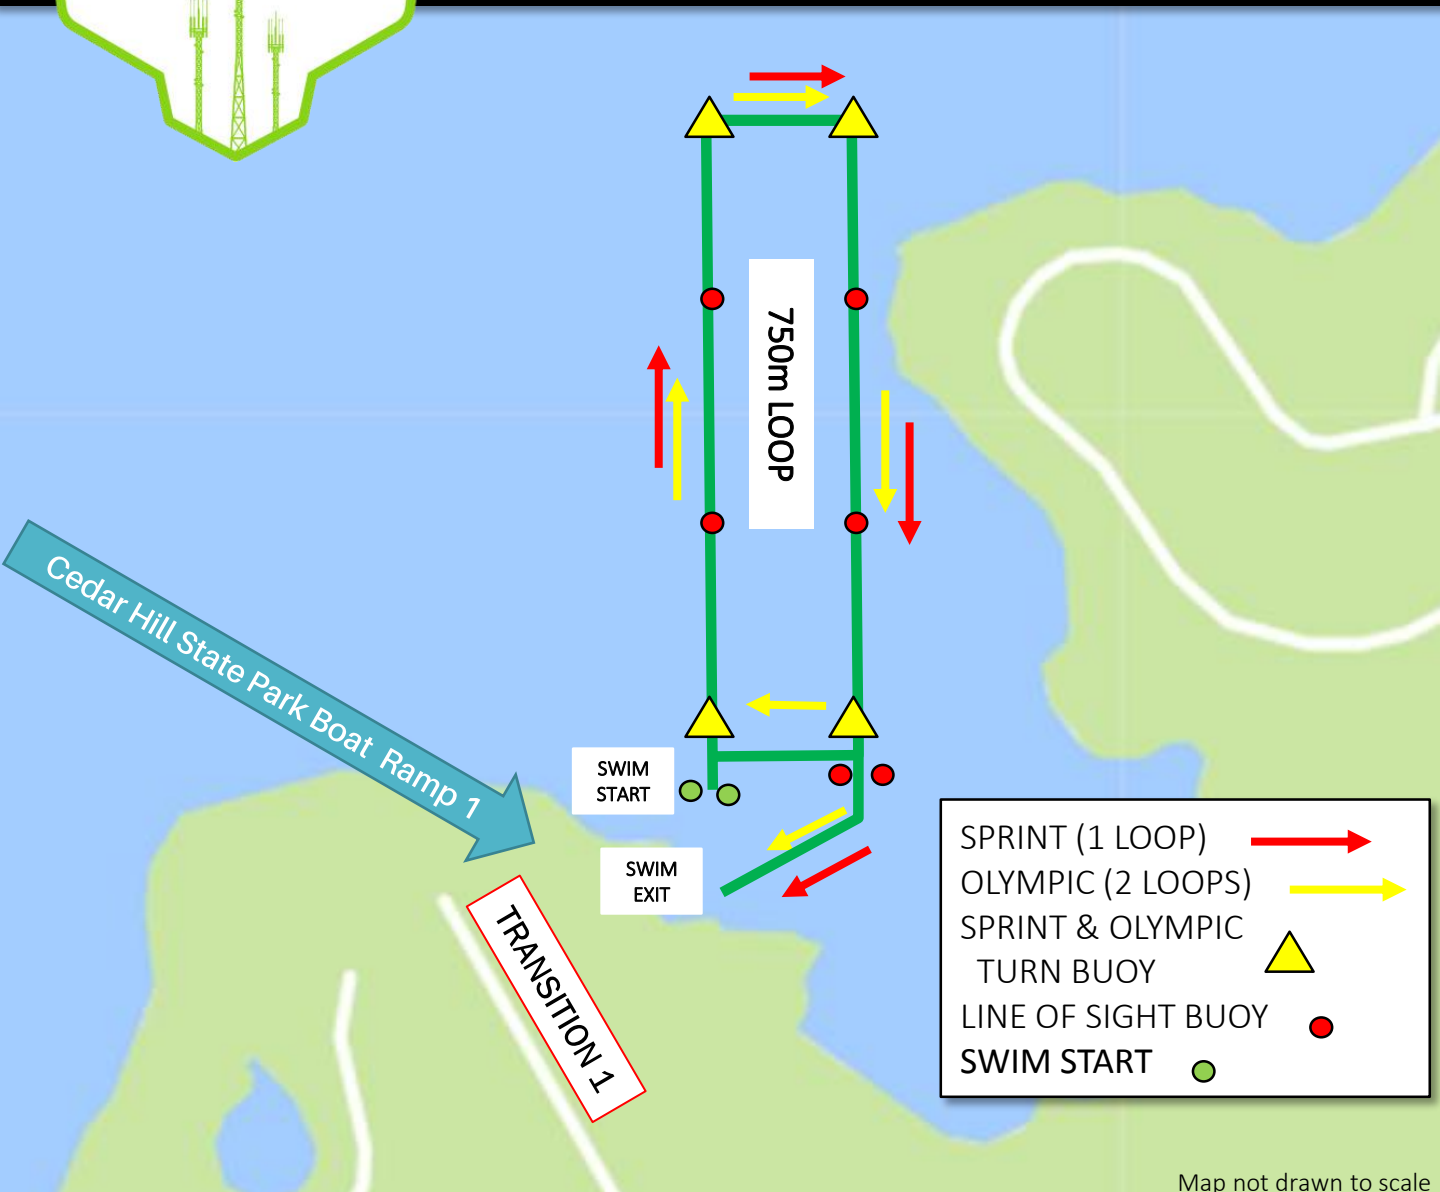 750m LOOP
Cedar Hill State Park Boat Ramp 1
SWIM
START
SWIM
EXIT
TRANSITION 1
SPRINT (1 LOOP)
OLYMPIC (2 LOOPS)
SPRINT & OLYMPIC
TURN BUOY
LINE OF SIGHT BUOY
SWIM START
Map not drawn to scale